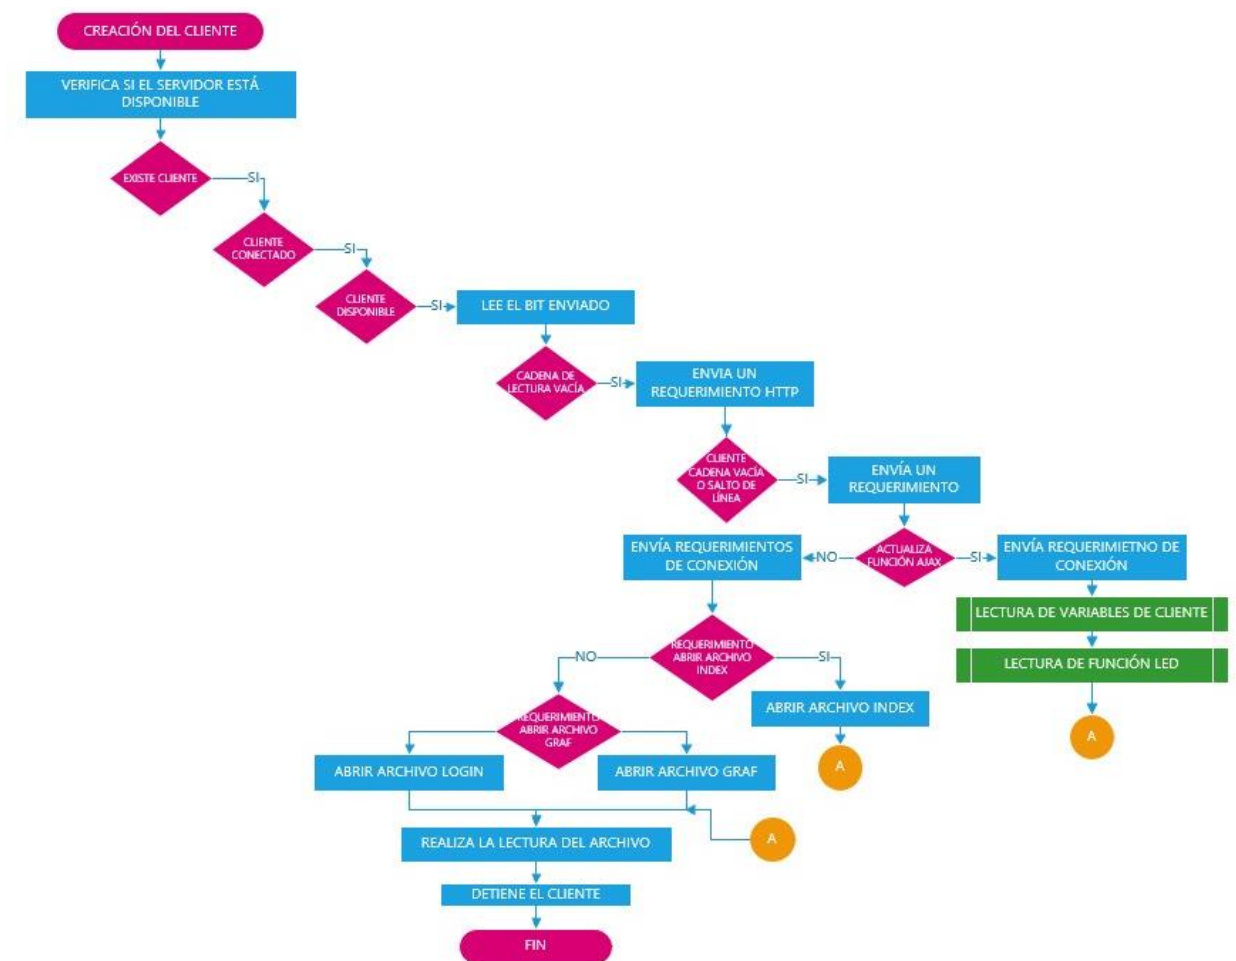 CREACIÓN DEL CLIENTE
VERIFICA SI EL SERVIDOR ESTÁ
DISPONIBLE
EXISTE CLIENTE
SI
CLIENTE
CONECTADO
SI
CLIENTE
DISPONIBLE
SI
LEE EL BIT ENVIADO
CADENA DE
LECTURA VACÍA
SI
ENVIA UN
REQUERIMIENTO HTTP
CLIENTE
CADENA VACÍA
O SALTO DE
LÍNEA
SI
ENVÍA UN
REQUERIMIENTO
ACTUALIZA
FUNCIÓN AJAX
NO
SI
ENVÍA REQUERIMIENTOS
DE CONEXIÓN
ENVÍA REQUERIMIETNO DE
CONEXIÓN
LECTURA DE VARIABLES DE CLIENTE
LECTURA DE FUNCIÓN LED
A
REQUERIMIENTO
ABRIR ARCHIVO
INDEX
NO
SI
ABRIR ARCHIVO INDEX
A
REQUERIMIENTO
ABRIR ARCHIVO
GRAF
ABRIR ARCHIVO LOGIN
ABRIR ARCHIVO GRAF
A
REALIZA LA LECTURA DEL ARCHIVO
DETIENE EL CLIENTE
FIN